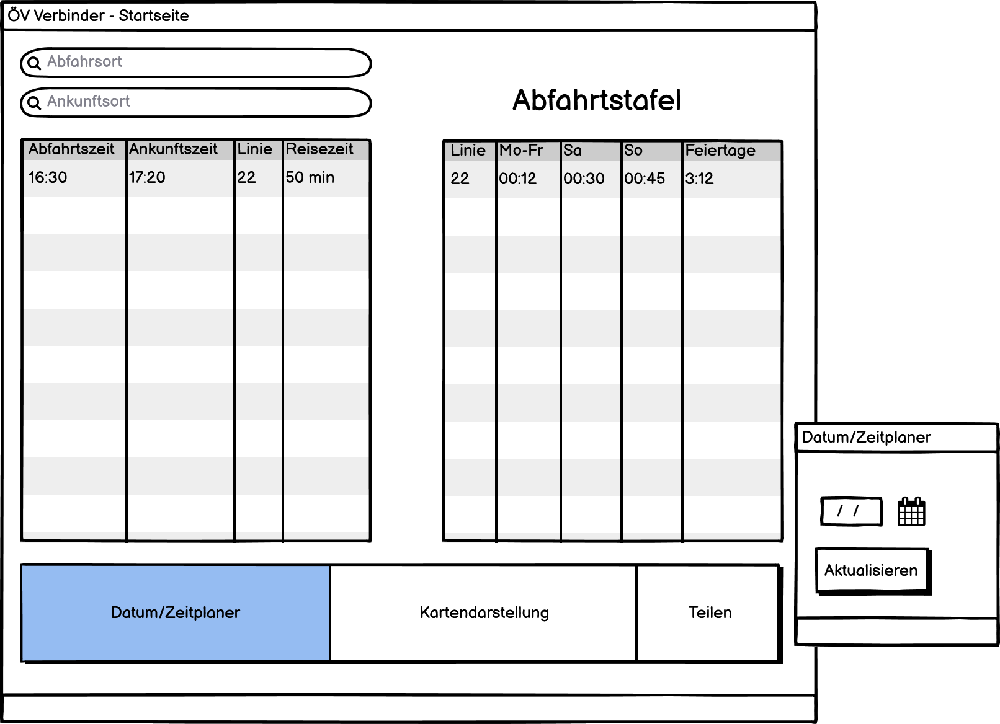 ÖV Verbinder - Startseite
Abfahrsort
Ankunftsort
Abfahrtszeit Ankunftszeit Linie Reisezeit
16:30 17:20 22 50 min
Abfahrtstafel
Linie Mo-Fr Sa So Feiertage
22 00:12 00:30 00:45 3:12
Datum/Zeitplaner Kartendarstellung Teilen
Datum/Zeitplaner
/ /
Aktualisieren